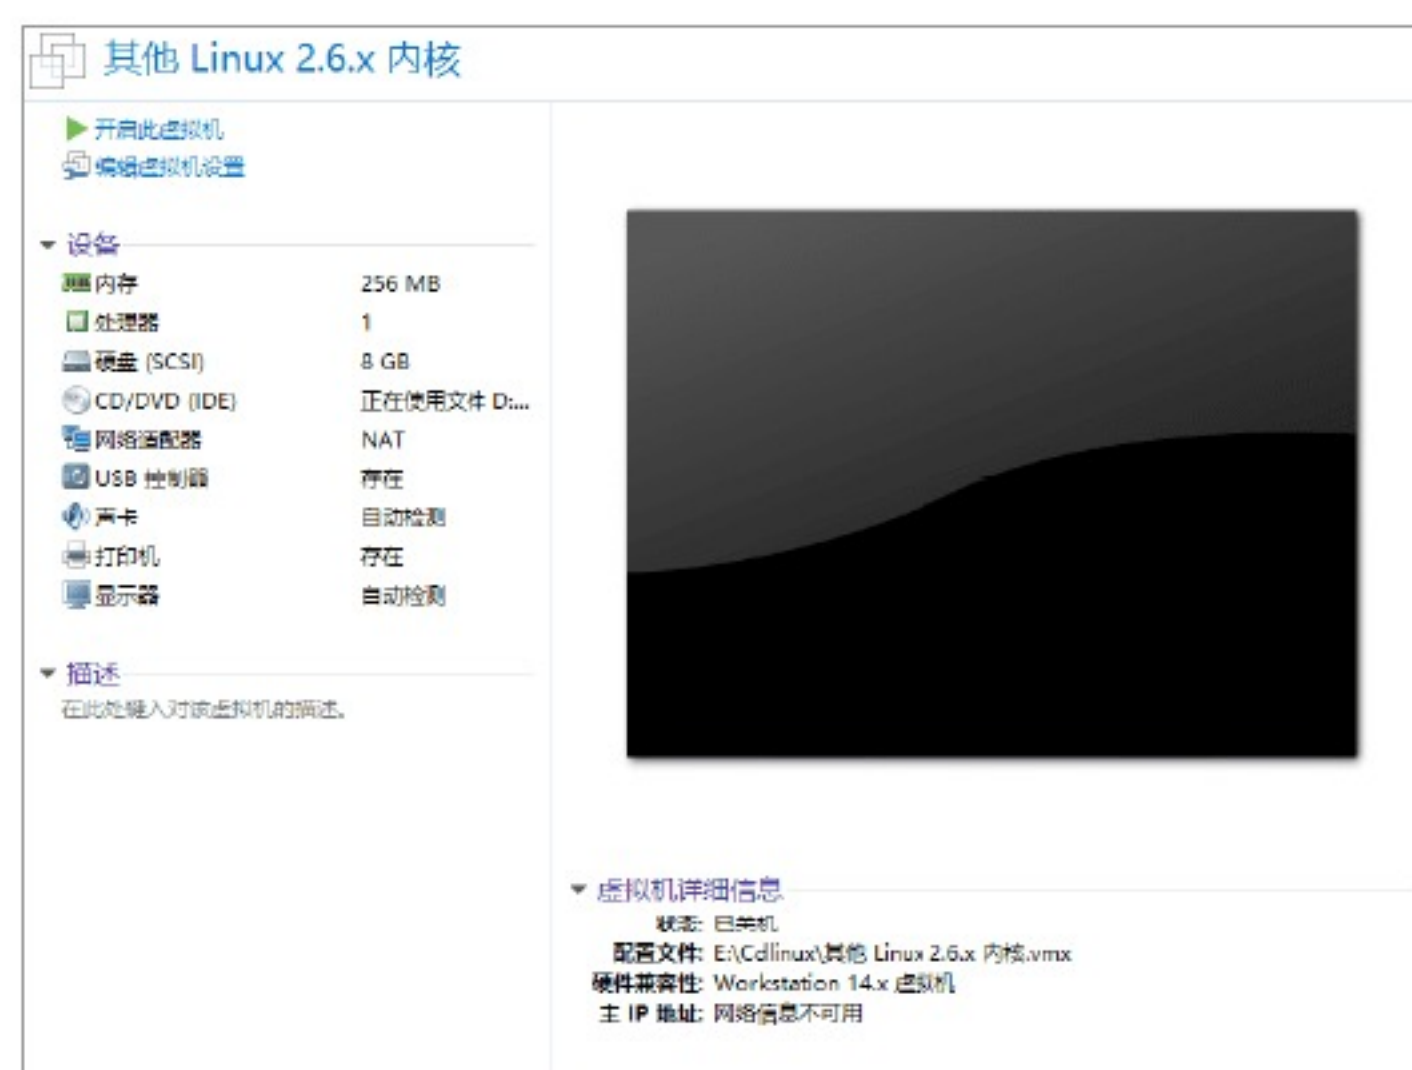 其他 Linux 2.6.x 内核
开启此虚拟机
编辑虚拟机设置
设备
内存 256 MB
处理器 1
硬盘 (SCSI) 8 GB
CD/DVD (IDE) 正在使用文件 D:...
网络适配器 NAT
USB 控制器 存在
声卡 自动检测
打印机 存在
显示器 自动检测
描述
在此处键入对该虚拟机的描述。
虚拟机详细信息
状态: 已关机
配置文件: E:\Cdlinux\其他 Linux 2.6.x 内核.vmx
硬件兼容性: Workstation 14.x 虚拟机
主 IP 地址: 网络信息不可用